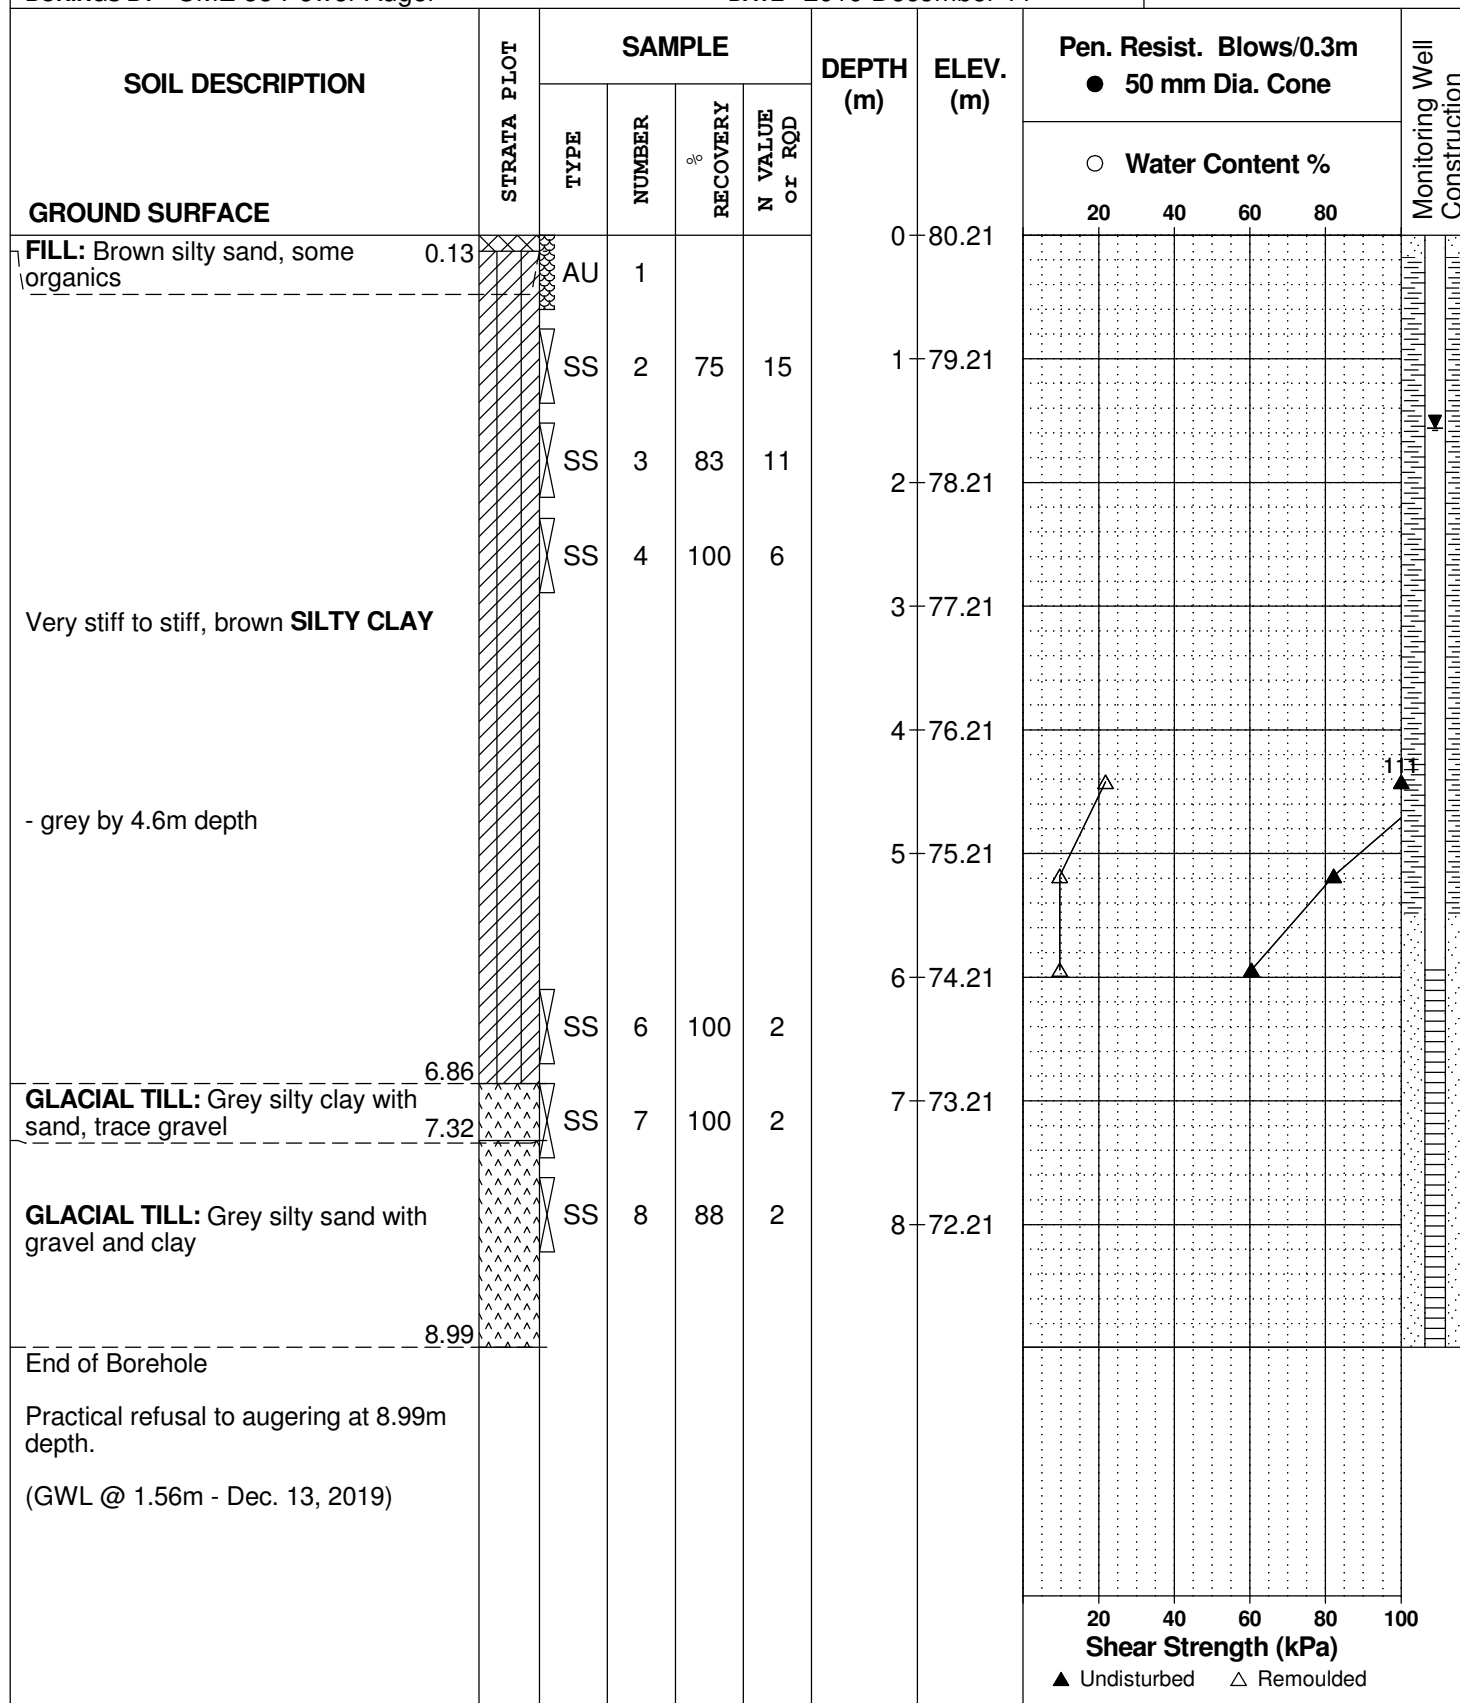 SOIL DESCRIPTION
GROUND SURFACE
STRATA PLOT
SAMPLE
TYPE
NUMBER
%
RECOVERY
N VALUE
or RQD
DEPTH
(m)
ELEV.
(m)
Pen. Resist. Blows/0.3m
● 50 mm Dia. Cone
○ Water Content %
20 40 60 80
Monitoring Well
Construction
0 80.21
FILL: Brown silty sand, some 0.13
organics
AU 1
SS 2 75 15
1 79.21
SS 3 83 11
2 78.21
SS 4 100 6
3 77.21
Very stiff to stiff, brown SILTY CLAY
4 76.21
111
- grey by 4.6m depth
5 75.21
6 74.21
SS 6 100 2
6.86
GLACIAL TILL: Grey silty clay with
sand, trace gravel 7.32
SS 7 100 2
7 73.21
GLACIAL TILL: Grey silty sand with
gravel and clay
SS 8 88 2
8 72.21
8.99
End of Borehole
Practical refusal to augering at 8.99m
depth.
(GWL @ 1.56m - Dec. 13, 2019)
20 40 60 80 100
Shear Strength (kPa)
▲ Undisturbed △ Remoulded